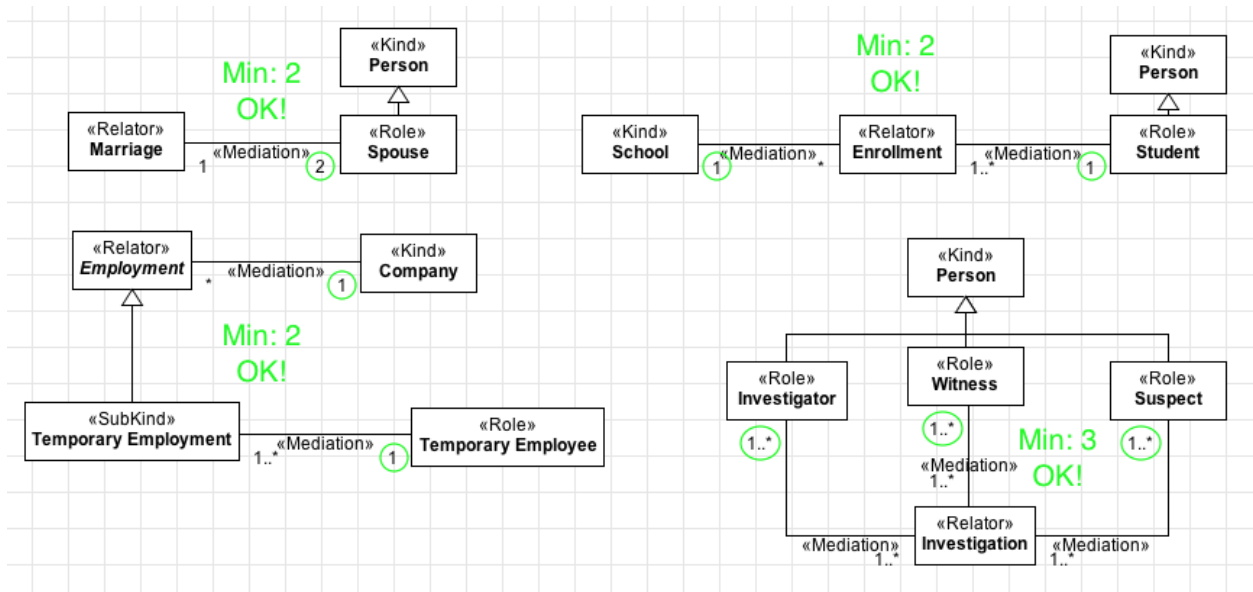 «Kind»
Person
Min: 2
OK!
«Relator»
Marriage
«Mediation»
1
2
«Role»
Spouse
Min: 2
OK!
«Kind»
Person
«Kind»
School
1
«Mediation»
*
«Relator»
Enrollment
«Mediation»
1..*
1
«Role»
Student
«Relator»
Employment
«Mediation»
*
1
«Kind»
Company
Min: 2
OK!
«SubKind»
Temporary Employment
«Mediation»
1..*
1
«Role»
Temporary Employee
«Kind»
Person
«Role»
Investigator
«Role»
Witness
«Role»
Suspect
1..*
1..*
1..*
Min: 3
OK!
«Mediation»
1..*
«Relator»
Investigation
«Mediation»
1..*
«Mediation»
1..*